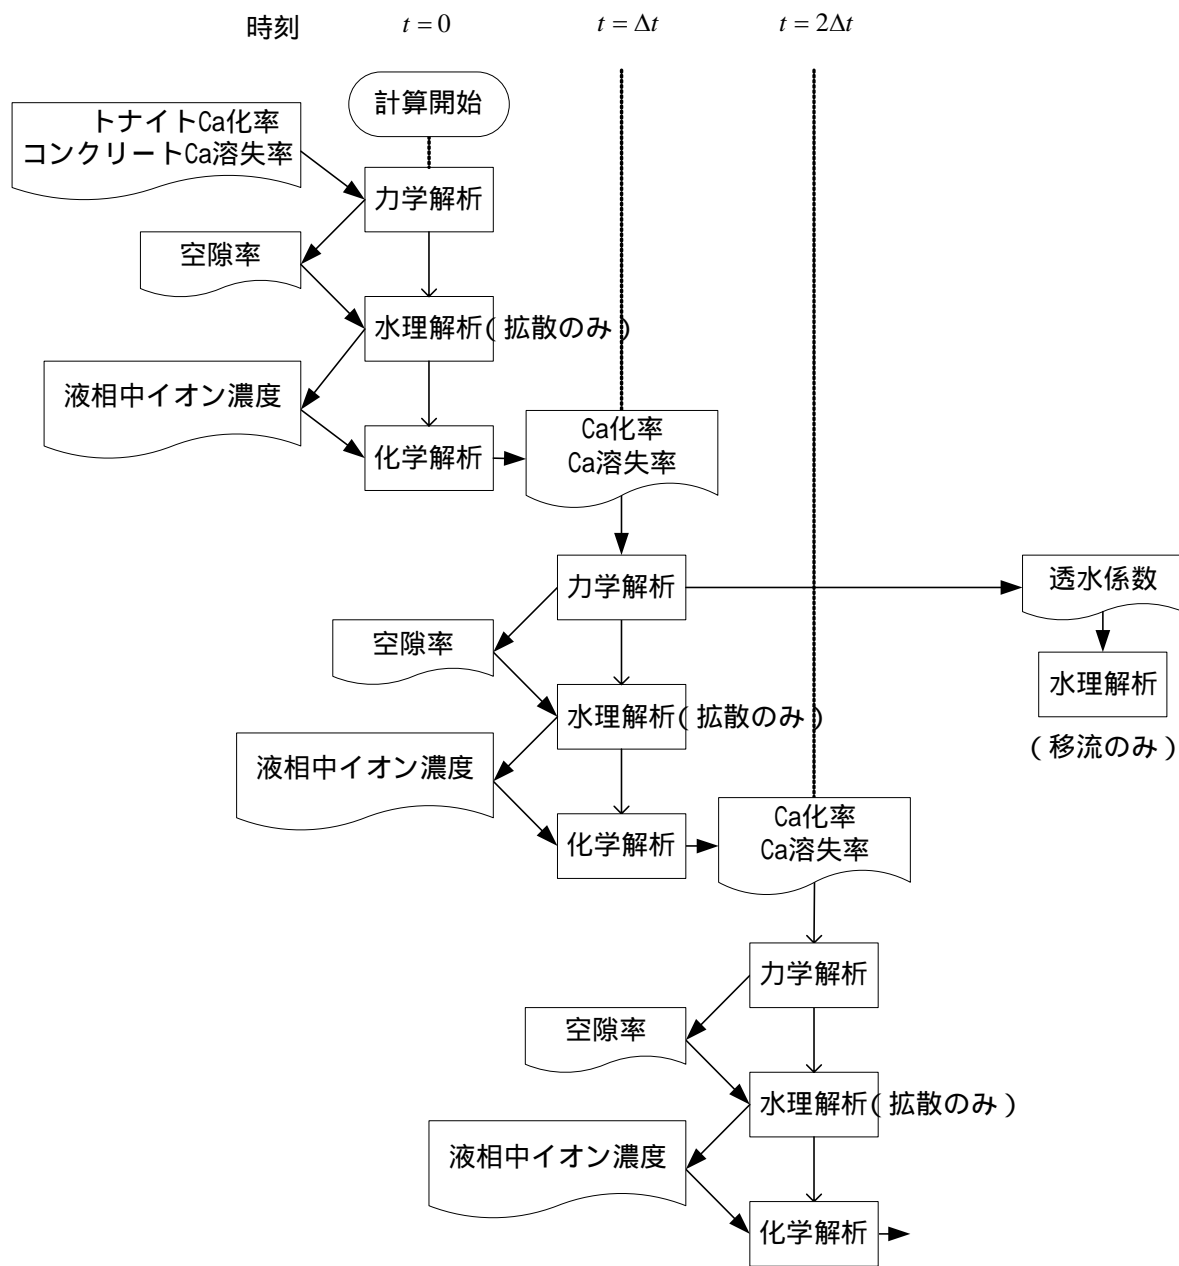 時刻 t = 0 t = Δt t = 2Δt
計算開始
トナイトCa化率
コンクリートCa溶失率
力学解析
空隙率
水理解析(拡散のみ)
液相中イオン濃度
化学解析
Ca化率
Ca溶失率
力学解析
透水係数
空隙率
水理解析
水理解析(拡散のみ)
(移流のみ)
液相中イオン濃度
化学解析
Ca化率
Ca溶失率
力学解析
空隙率
水理解析(拡散のみ)
液相中イオン濃度
化学解析